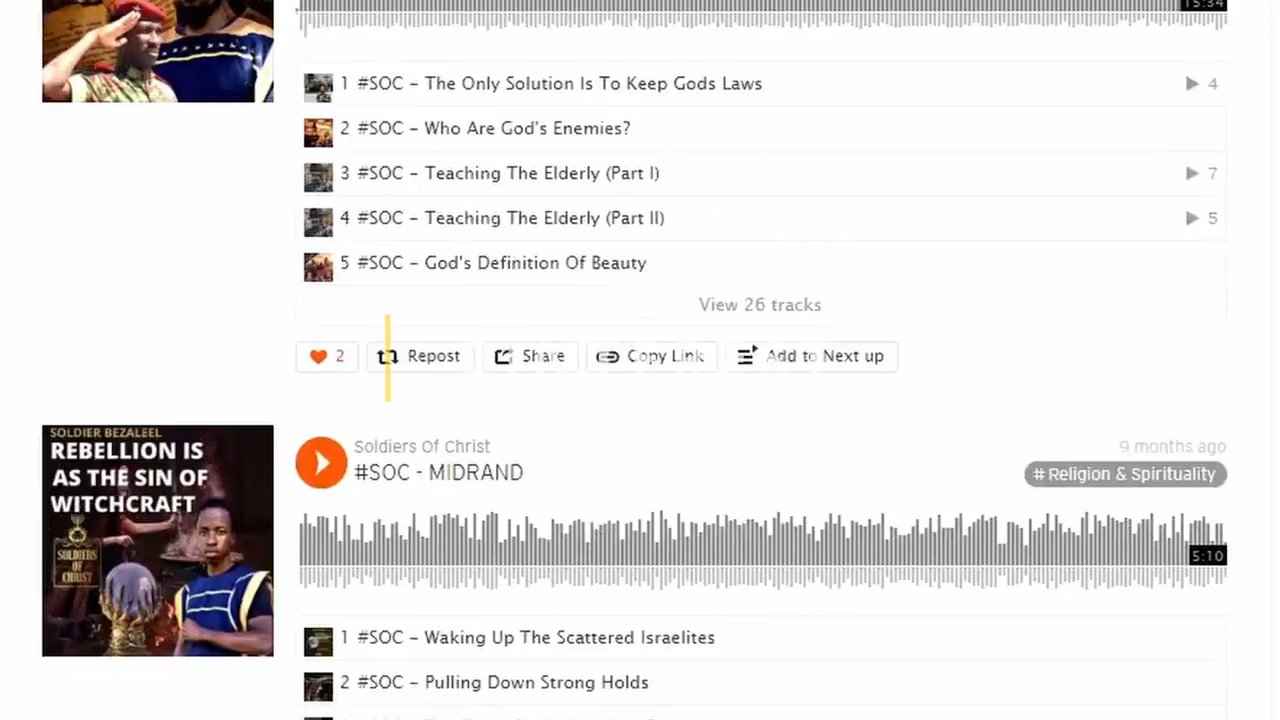 15:34
1 #SOC – The Only Solution Is To Keep Gods Laws
4
2 #SOC – Who Are God's Enemies?
3 #SOC – Teaching The Elderly (Part I)
7
4 #SOC – Teaching The Elderly (Part II)
5
5 #SOC – God's Definition Of Beauty
View 26 tracks
2 Repost Share Copy Link Add to Next up
SOLDIER BEZALEEL
REBELLION IS
AS THE SIN OF
WITCHCRAFT
SOLDIERS
OF
CHRIST
Soldiers Of Christ
9 months ago
#SOC - MIDRAND
# Religion & Spirituality
5:10
1 #SOC – Waking Up The Scattered Israelites
2 #SOC – Pulling Down Strong Holds